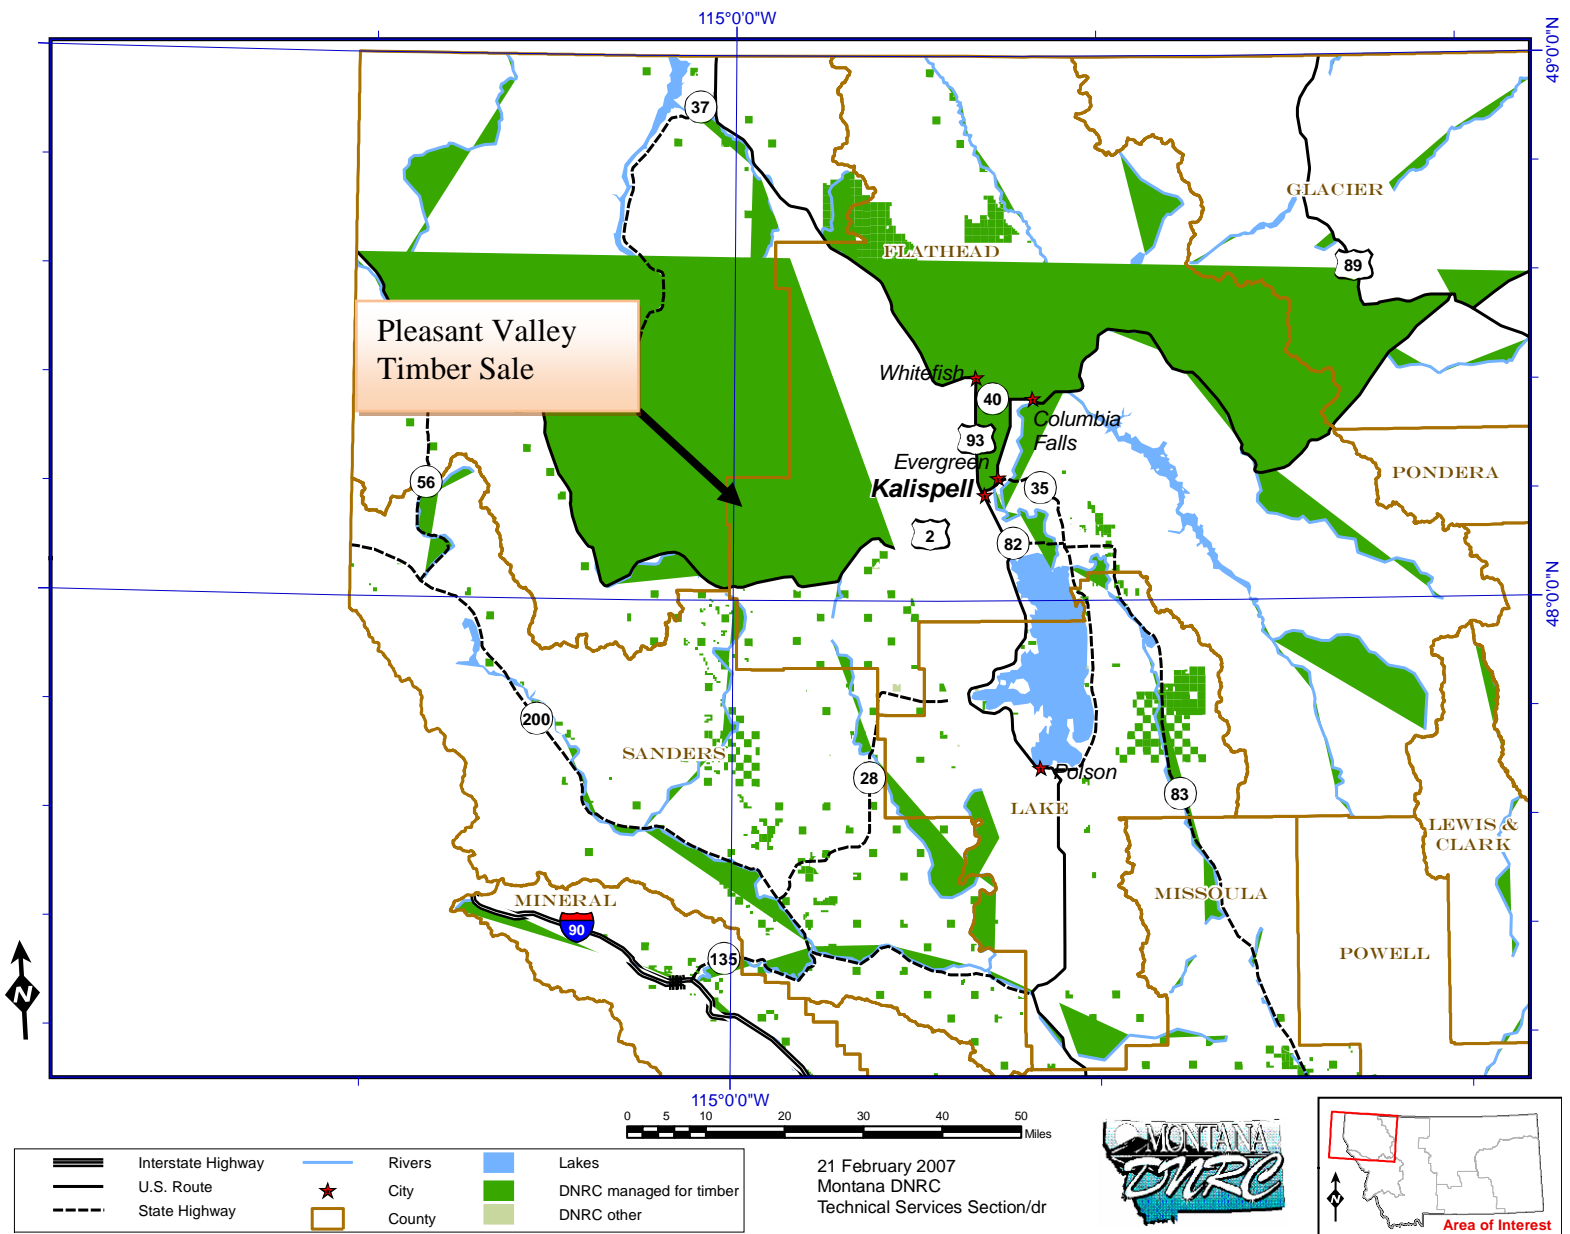 115°0'0"W
49°0'0"N
37
GLACIER
FLATHEAD
89
Pleasant Valley
Timber Sale
Whitefish
40
Columbia
Falls
93
Evergreen
PONDERA
56
Kalispell
35
2
82
48°0'0"N
200
SANDERS
28
Polson
LAKE
83
LEWIS &
CLARK
MISSOULA
MINERAL
90
POWELL
135
N
115°0'0"W
0 5 10 20 30 40 50
Miles
Interstate Highway
U.S. Route
State Highway
Rivers
City
County
Lakes
DNRC managed for timber
DNRC other
21 February 2007
Montana DNRC
Technical Services Section/dr
MONTANA
DNRC
N
Area of Interest